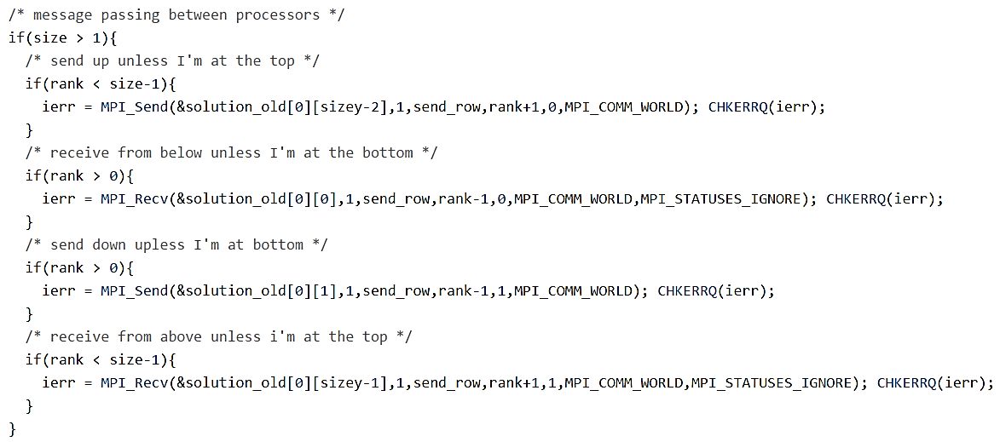 /* message passing between processors */
if(size > 1){
  /* send up unless I'm at the top */
  if(rank < size-1){
    ierr = MPI_Send(&solution_old[0][sizey-2],1,send_row,rank+1,0,MPI_COMM_WORLD); CHKERRQ(ierr);
  }
  /* receive from below unless I'm at the bottom */
  if(rank > 0){
    ierr = MPI_Recv(&solution_old[0][0],1,send_row,rank-1,0,MPI_COMM_WORLD,MPI_STATUSES_IGNORE); CHKERRQ(ierr);
  }
  /* send down upless I'm at bottom */
  if(rank > 0){
    ierr = MPI_Send(&solution_old[0][1],1,send_row,rank-1,1,MPI_COMM_WORLD); CHKERRQ(ierr);
  }
  /* receive from above unless i'm at the top */
  if(rank < size-1){
    ierr = MPI_Recv(&solution_old[0][sizey-1],1,send_row,rank+1,1,MPI_COMM_WORLD,MPI_STATUSES_IGNORE); CHKERRQ(ierr);
  }
}